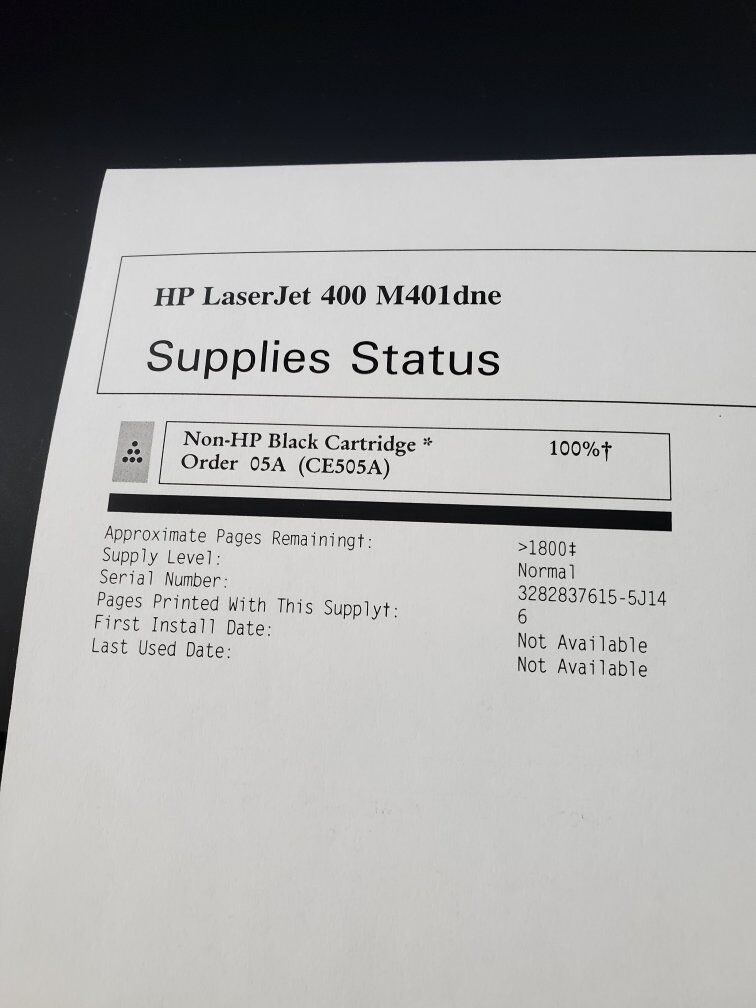 HP LaserJet 400 M401dne
Supplies Status
Non-HP Black Cartridge * 100%†
Order 05A (CE505A)
Approximate Pages Remaining†: >1800‡
Supply Level: Normal
Serial Number: 3282837615-5J14
Pages Printed With This Supply†: 6
First Install Date: Not Available
Last Used Date: Not Available